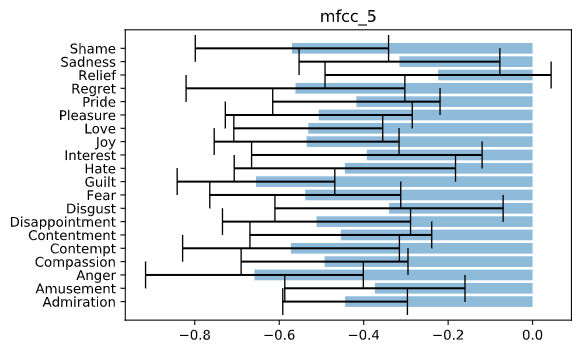 mfcc_5
Shame
Sadness
Relief
Regret
Pride
Pleasure
Love
Joy
Interest
Hate
Guilt
Fear
Disgust
Disappointment
Contentment
Contempt
Compassion
Anger
Amusement
Admiration
−0.8 −0.6 −0.4 −0.2 0.0